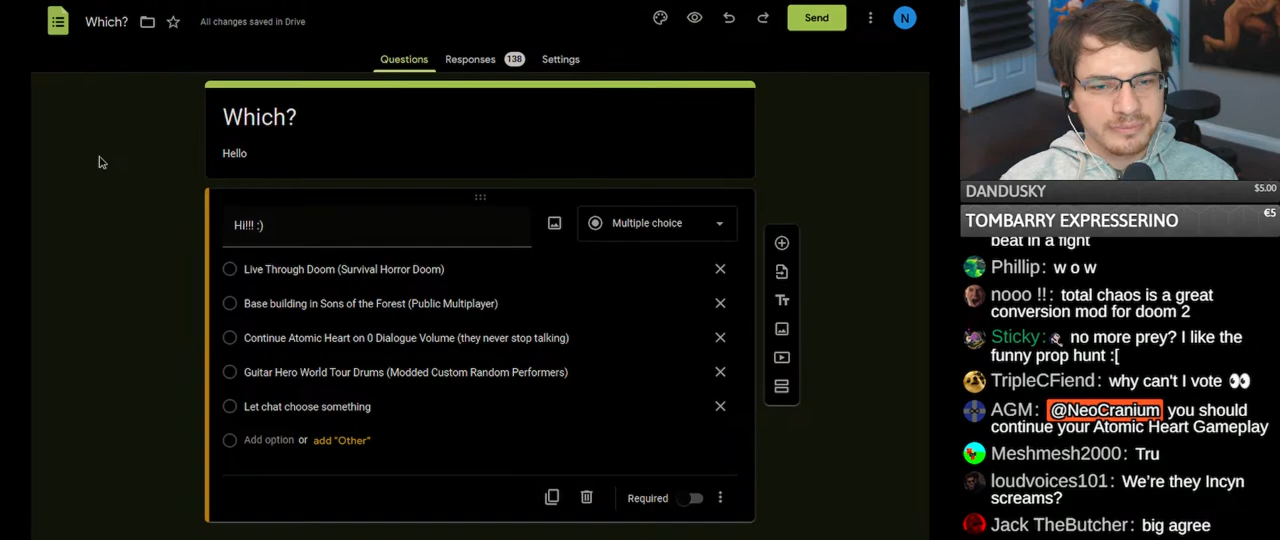 Which?
All changes saved in Drive
Send
N
Questions
Responses 138
Settings
Which?
Hello
Hi!!! :)
Multiple choice
Live Through Doom (Survival Horror Doom)
Base building in Sons of the Forest (Public Multiplayer)
Continue Atomic Heart on 0 Dialogue Volume (they never stop talking)
Guitar Hero World Tour Drums (Modded Custom Random Performers)
Let chat choose something
Add option or add "Other"
Required
Tт
DANDUSKY $5.00
TOMBARRY EXPRESSERINO €5
beat in a fight
Phillip: w o w
nooo !!: total chaos is a great
conversion mod for doom 2
Sticky: no more prey? I like the
funny prop hunt :[
TripleCFiend: why can't I vote 👀
AGM: @NeoCranium you should
continue your Atomic Heart Gameplay
Meshmesh2000: Tru
loudvoices101: We're they Incyn
screams?
Jack TheButcher: big agree